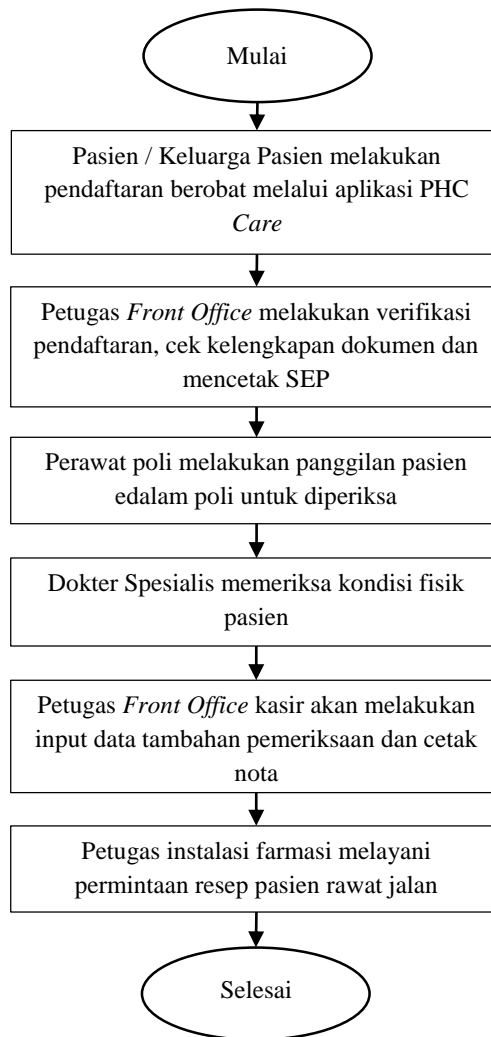 Mulai
Pasien / Keluarga Pasien melakukan
pendaftaran berobat melalui aplikasi PHC
Care
Petugas Front Office melakukan verifikasi
pendaftaran, cek kelengkapan dokumen dan
mencetak SEP
Perawat poli melakukan panggilan pasien
edalam poli untuk diperiksa
Dokter Spesialis memeriksa kondisi fisik
pasien
Petugas Front Office kasir akan melakukan
input data tambahan pemeriksaan dan cetak
nota
Petugas instalasi farmasi melayani
permintaan resep pasien rawat jalan
Selesai